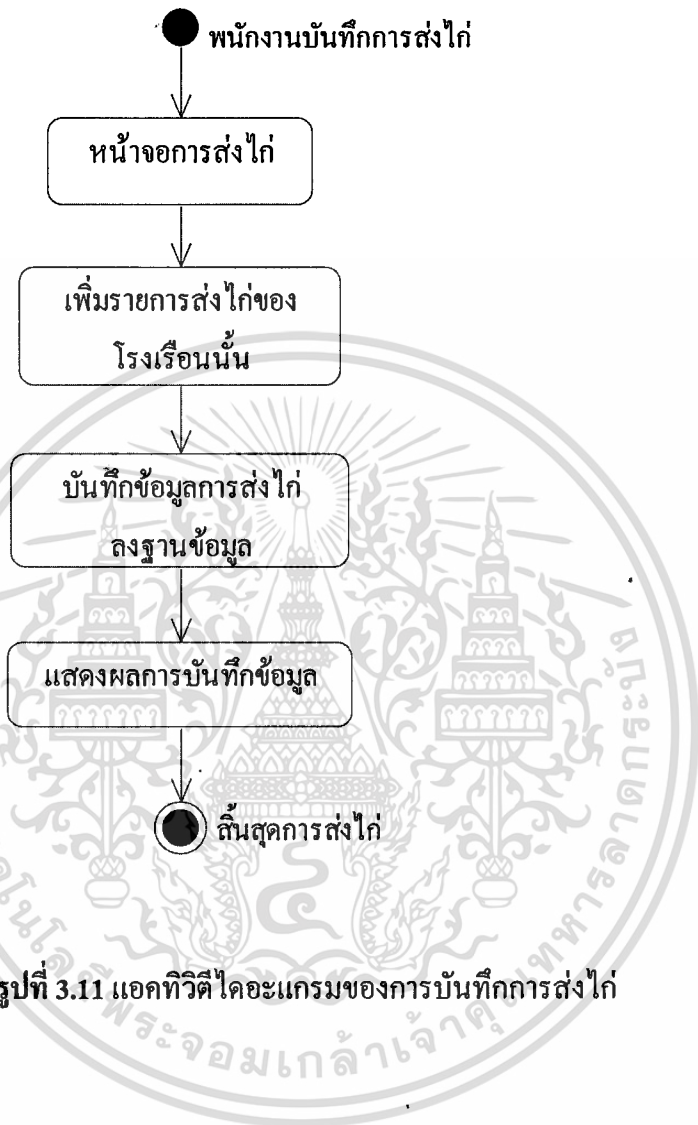 พนักงานบันทึกการส่งไก่
หน้าจอการส่งไก่
เพิ่มรายการส่งไก่ของ
โรงเรือนนั้น
บันทึกข้อมูลการส่งไก่
ลงฐานข้อมูล
แสดงผลการบันทึกข้อมูล
สิ้นสุดการส่งไก่
รูปที่ 3.11 แอคทิวิตีไดอะแกรมของการบันทึกการส่งไก่